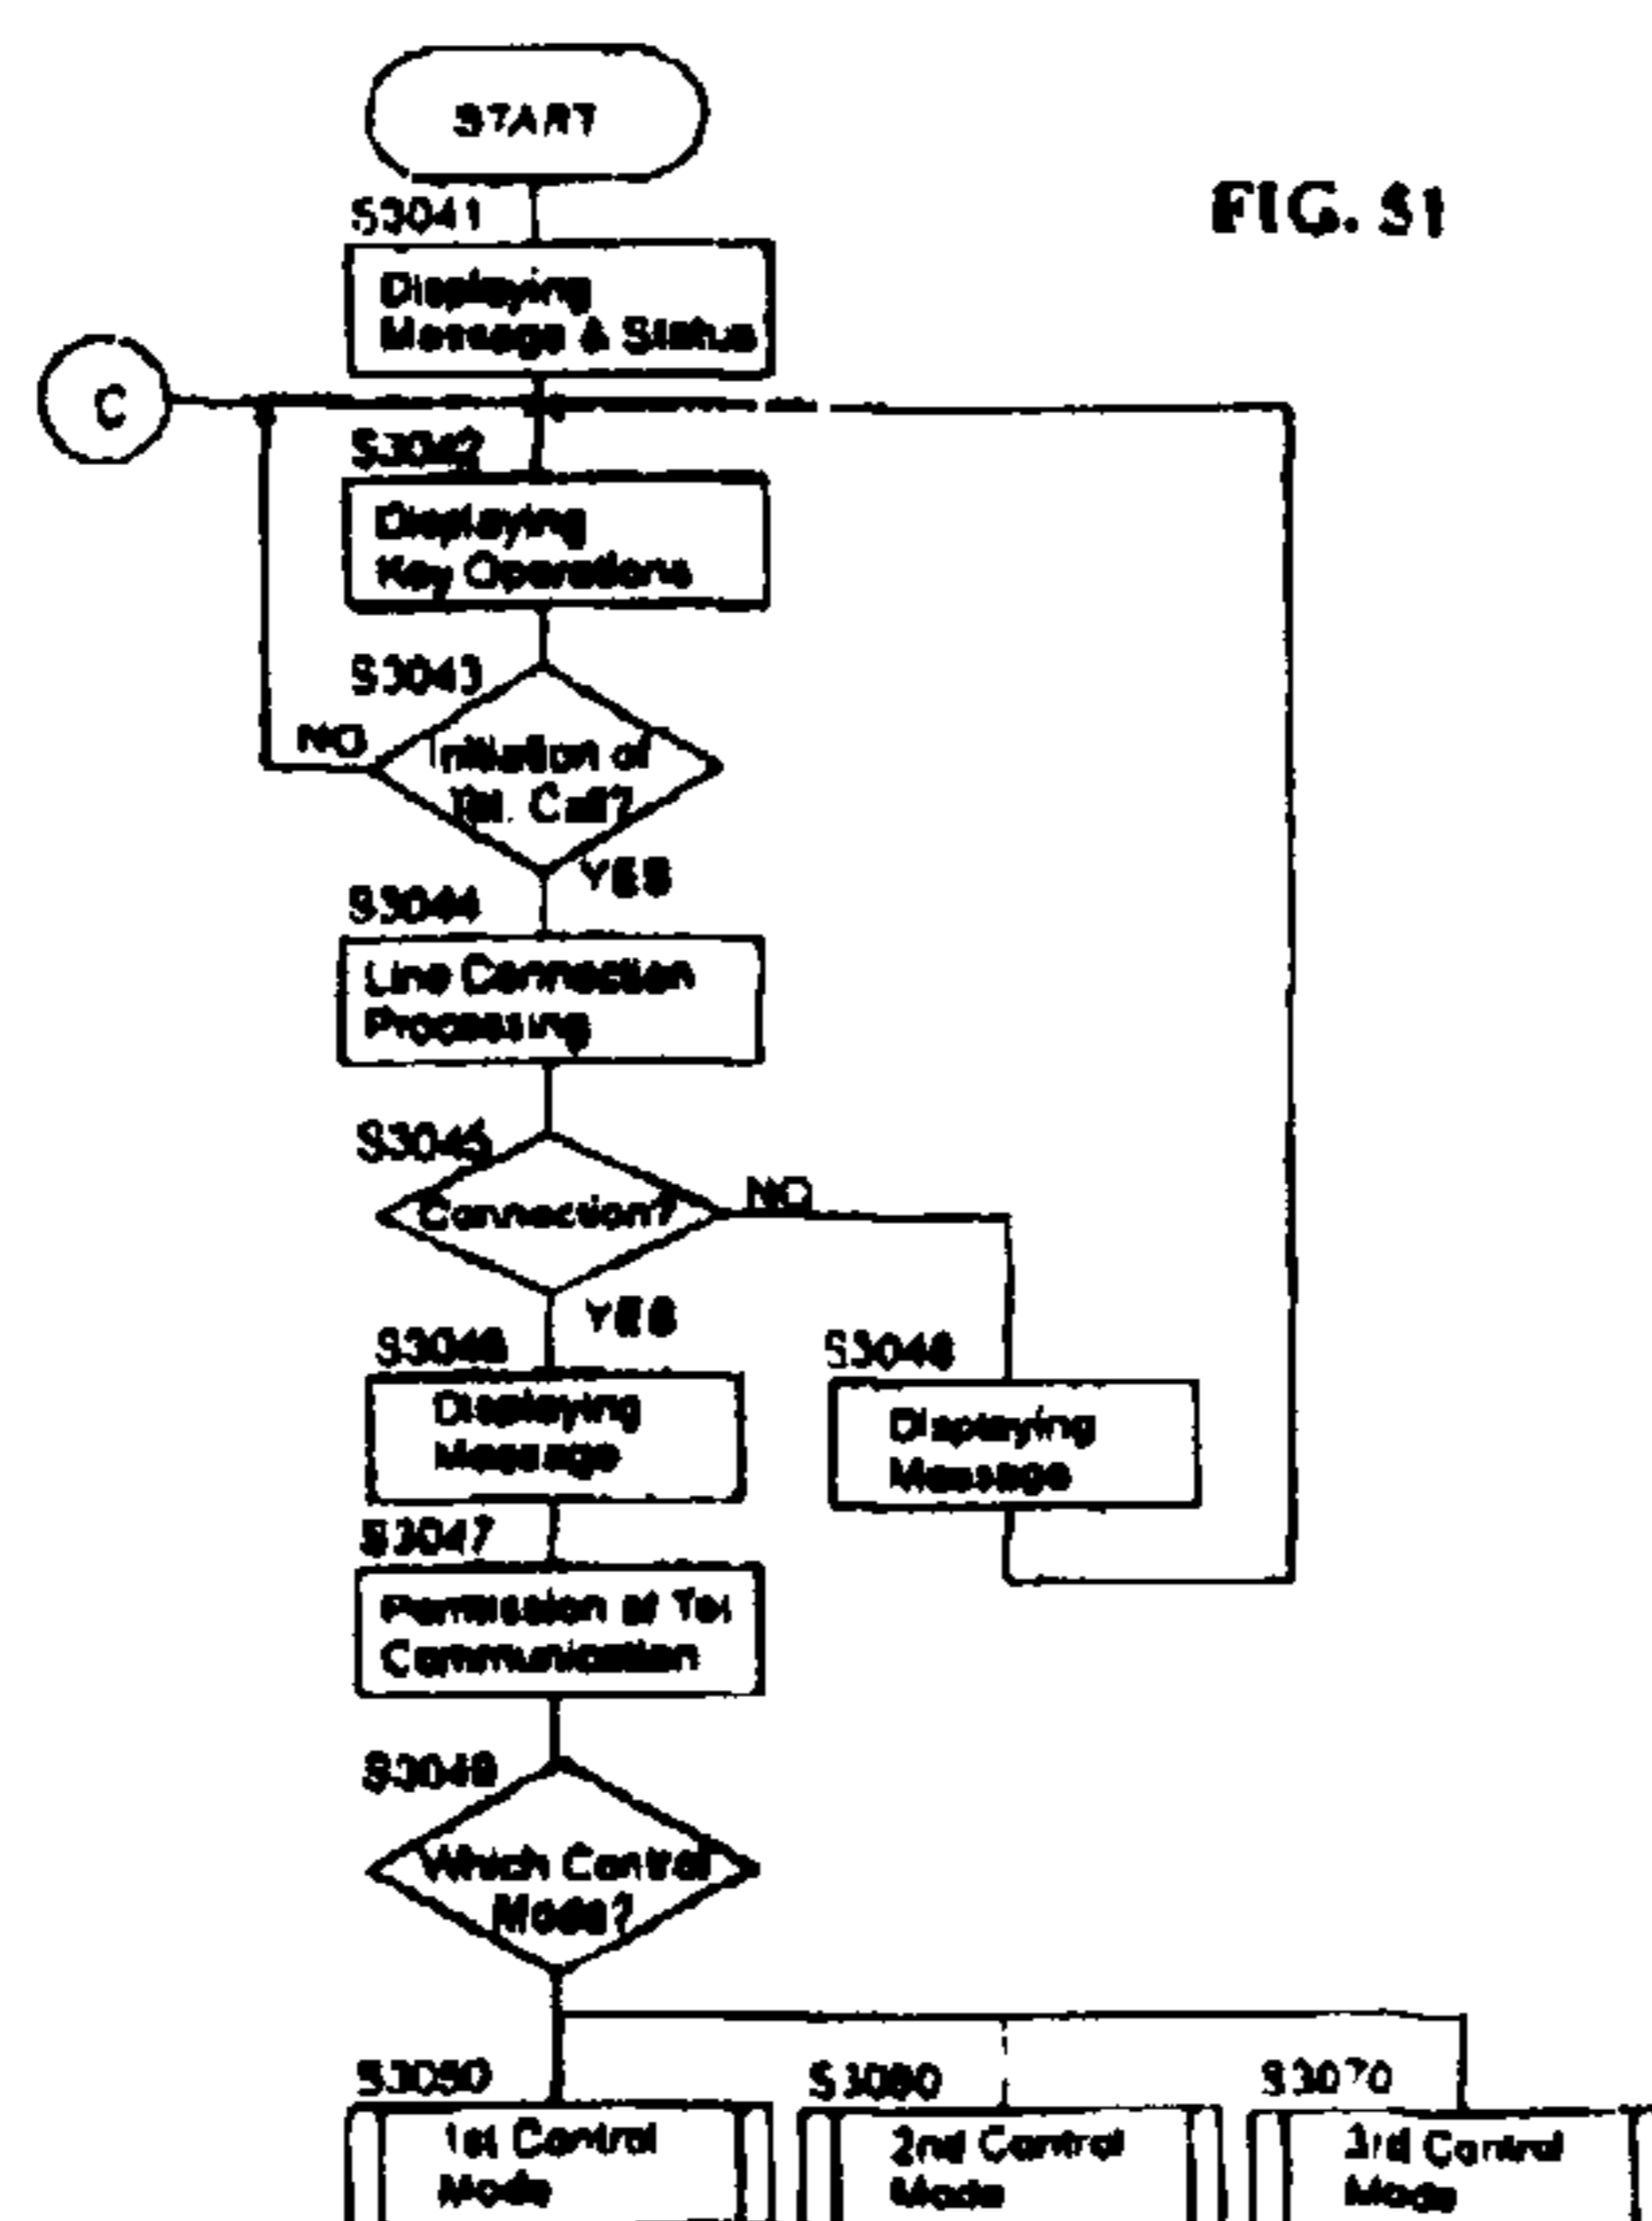 START
FIG. 51
S3041
Displaying
Message & Status
C
S3042
Displaying
Key Operations
S3043
NO
Initiation of
Tel. Call?
YES
S3044
Line Connection
Processing
S3045
Connection?
NO
YES
S3046
Displaying
Message
Displaying
Message
S3047
Permission of Tel
Communication
S3049
Which Control
Mode?
S3050
S3060
S3070
1st Control
Mode
2nd Control
Mode
3rd Control
Mode